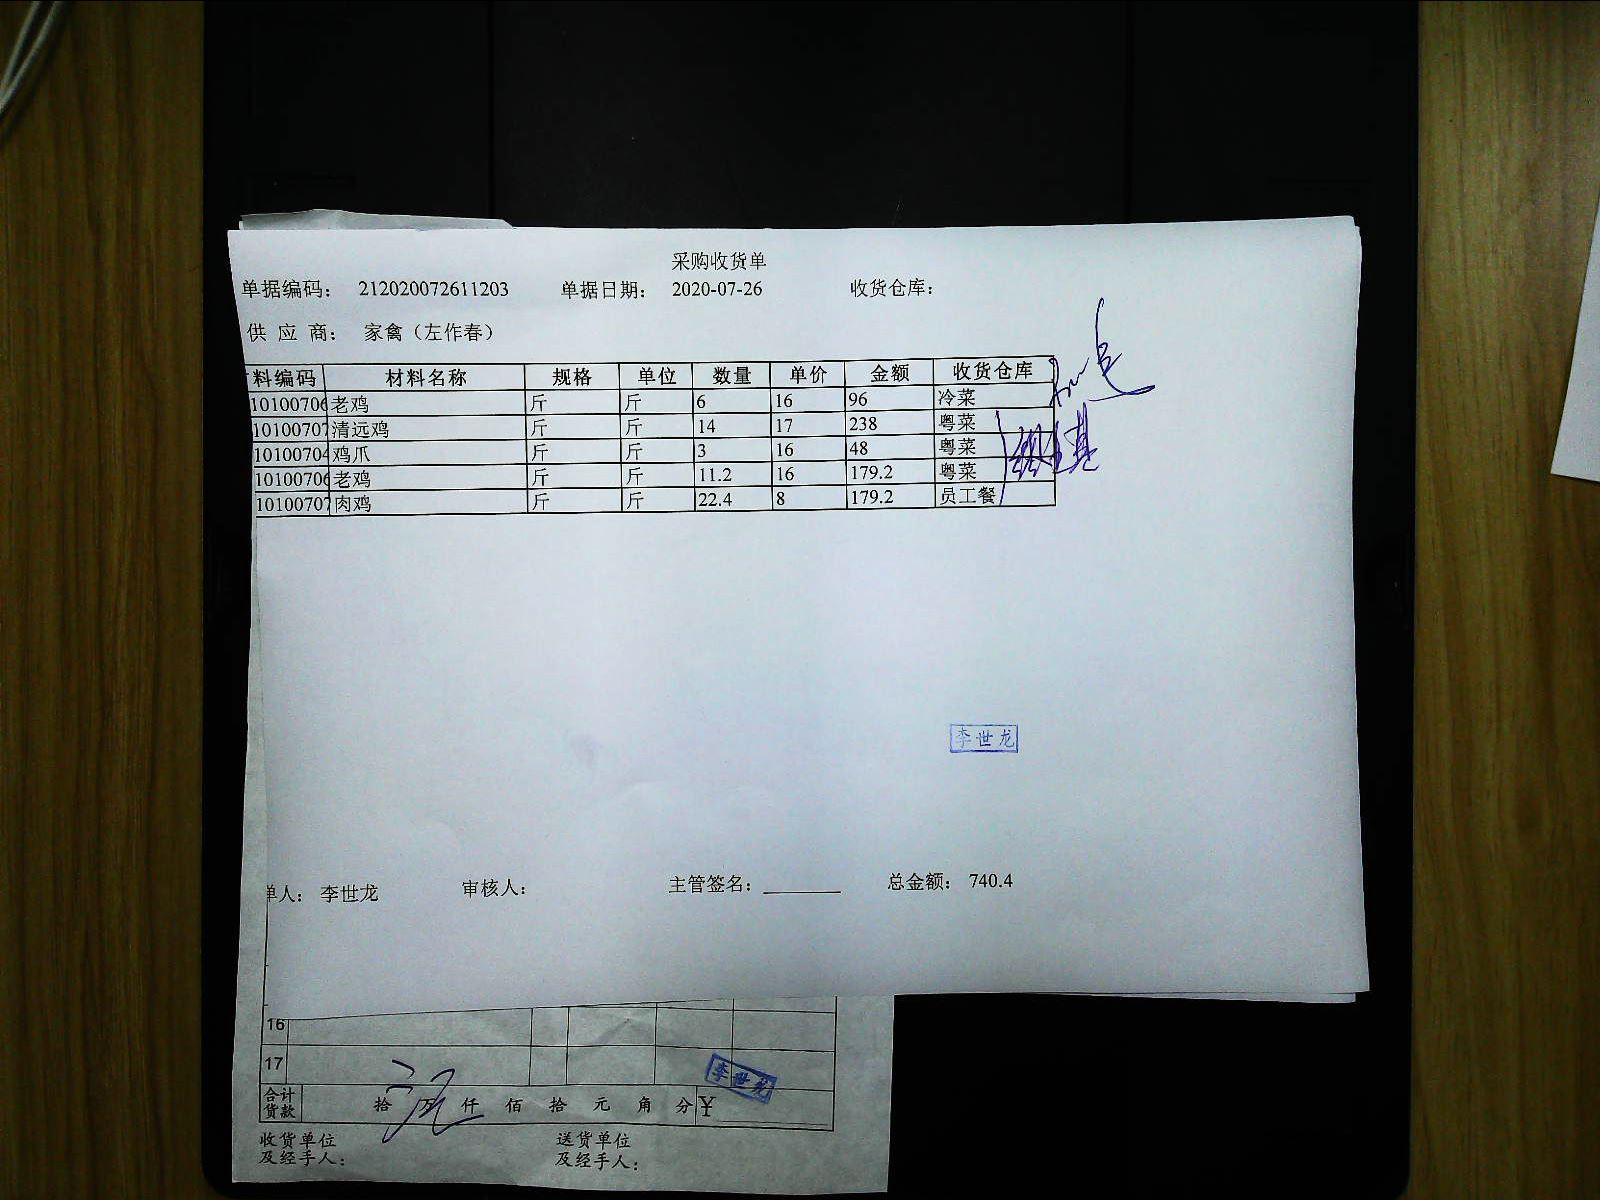 采购收货单
单据编码： 212020072611203 单据日期： 2020-07-26 收货仓库：
供 应 商： 家禽（左作春）
料编码 材料名称 规格 单位 数量 单价 金额 收货仓库
10100706 老鸡 斤 斤 6 16 96 冷菜
10100707 清远鸡 斤 斤 14 17 238 粤菜
10100704 鸡爪 斤 斤 3 16 48 粤菜
10100706 老鸡 斤 斤 11.2 16 179.2 粤菜
10100707 肉鸡 斤 斤 22.4 8 179.2 员工餐
李世龙
单人： 李世龙 审核人： 主管签名： 总金额： 740.4
16
17
李世龙
合计货款 拾 万 仟 佰 拾 元 角 分 ¥
收货单位 送货单位
及经手人： 及经手人：